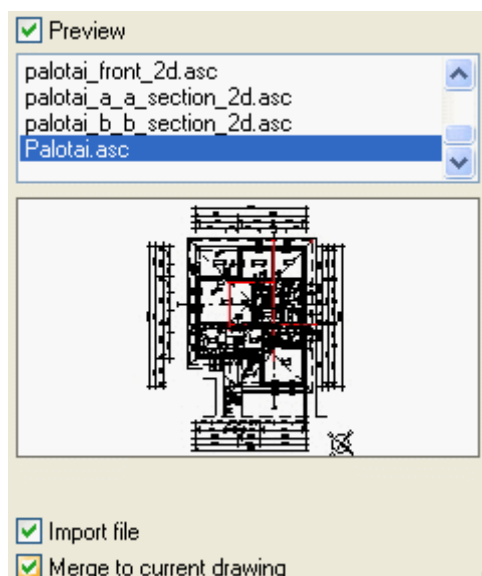 Preview
palotai_front_2d.asc
palotai_a_a_section_2d.asc
palotai_b_b_section_2d.asc
Palotai.asc
Import file
Merge to current drawing